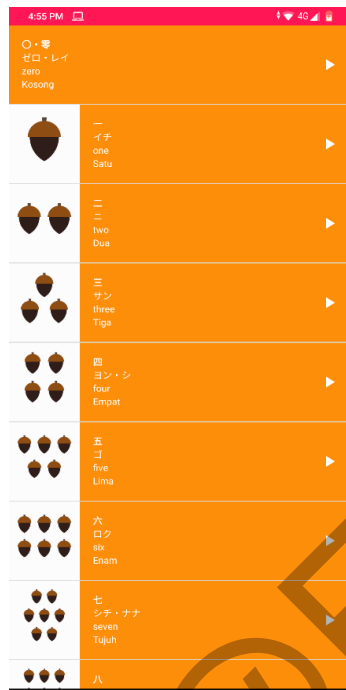 4:55 PM 4G
〇・零
ゼロ・レイ
zero
Kosong
一
イチ
one
Satu
二
ニ
two
Dua
三
サン
three
Tiga
四
ヨン・シ
four
Empat
五
ゴ
five
Lima
六
ロク
six
Enam
七
シチ・ナナ
seven
Tujuh
八